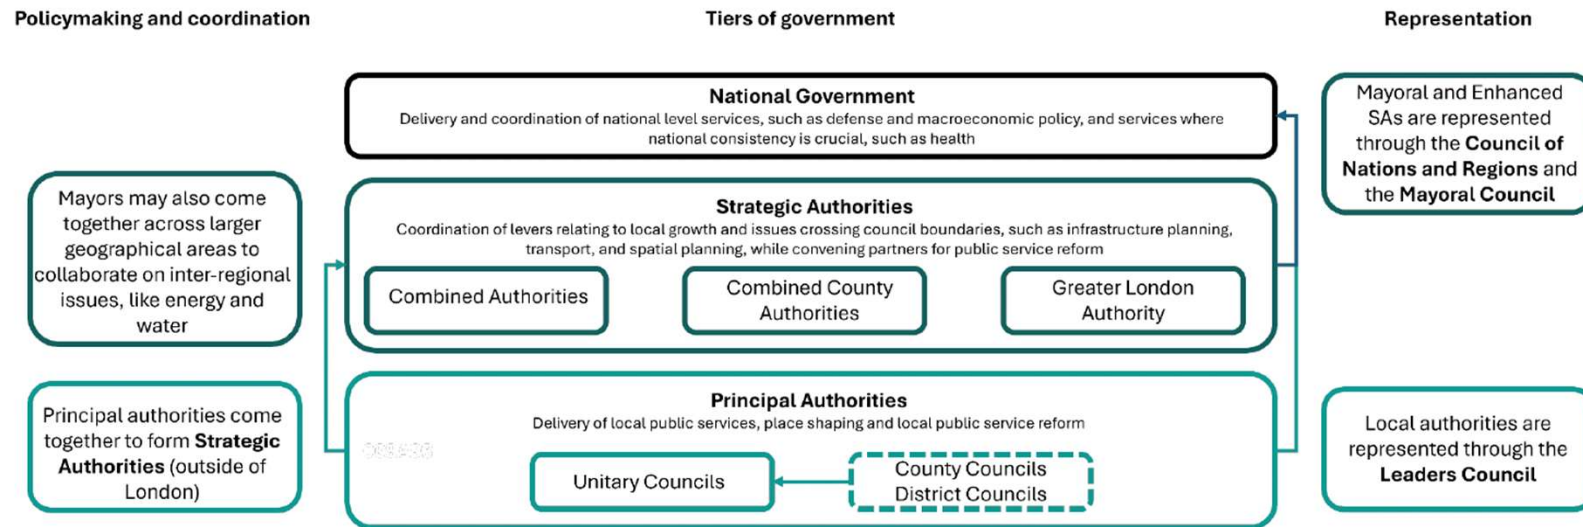 Policymaking and coordination
Tiers of government
Representation
National Government
Delivery and coordination of national level services, such as defense and macroeconomic policy, and services where
national consistency is crucial, such as health
Mayoral and Enhanced
SAs are represented
through the Council of
Nations and Regions and
the Mayoral Council
Mayors may also come
together across larger
geographical areas to
collaborate on inter-regional
issues, like energy and
water
Strategic Authorities
Coordination of levers relating to local growth and issues crossing council boundaries, such as infrastructure planning,
transport, and spatial planning, while convening partners for public service reform
Combined Authorities
Combined County
Authorities
Greater London
Authority
Principal authorities come
together to form Strategic
Authorities (outside of
London)
Principal Authorities
Delivery of local public services, place shaping and local public service reform
Unitary Councils
County Councils
District Councils
Local authorities are
represented through the
Leaders Council